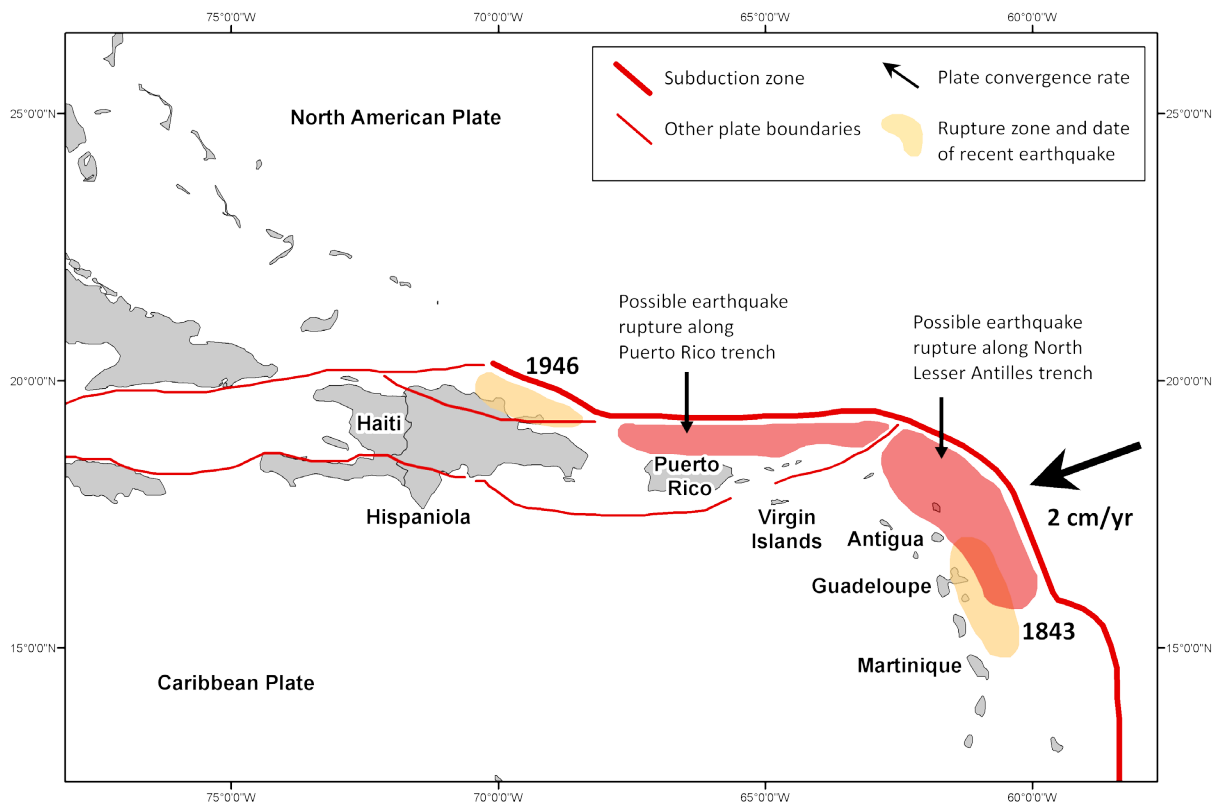 75°0'0"W
70°0'0"W
65°0'0"W
60°0'0"W
Subduction zone
Plate convergence rate
Other plate boundaries
Rupture zone and date
of recent earthquake
25°0'0"N
25°0'0"N
North American Plate
Possible earthquake
rupture along
Puerto Rico trench
Possible earthquake
rupture along North
Lesser Antilles trench
1946
20°0'0"N
20°0'0"N
Haiti
Puerto
Rico
Hispaniola
Virgin
Islands
2 cm/yr
Antigua
Guadeloupe
1843
15°0'0"N
15°0'0"N
Martinique
Caribbean Plate
75°0'0"W
70°0'0"W
65°0'0"W
60°0'0"W